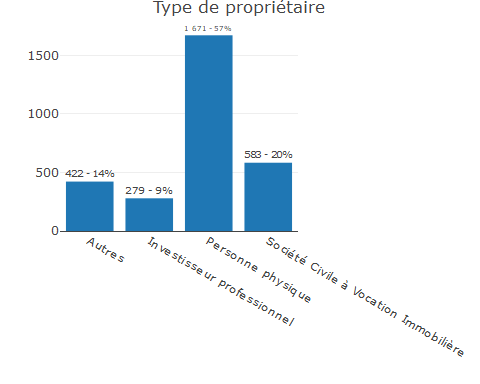 Type de propriétaire
1 671 - 57%
1500
1000
583 - 20%
500
422 - 14%
279 - 9%
0
Autres
Investisseur professionnel
Personne physique
Société Civile à Vocation Immobilière